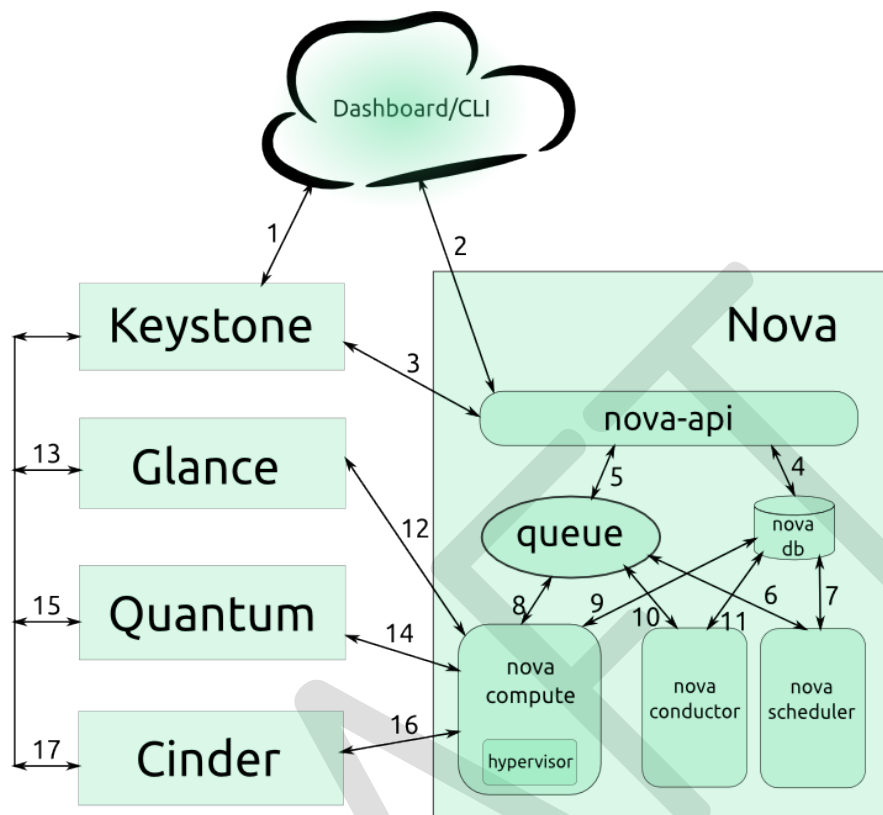 Dashboard/CLI
1
2
Keystone
3
Nova
nova-api
13
Glance
12
5
4
queue
nova
db
15
Quantum
14
8
9
10
11
6
7
nova
compute
hypervisor
nova
conductor
nova
scheduler
17
Cinder
16